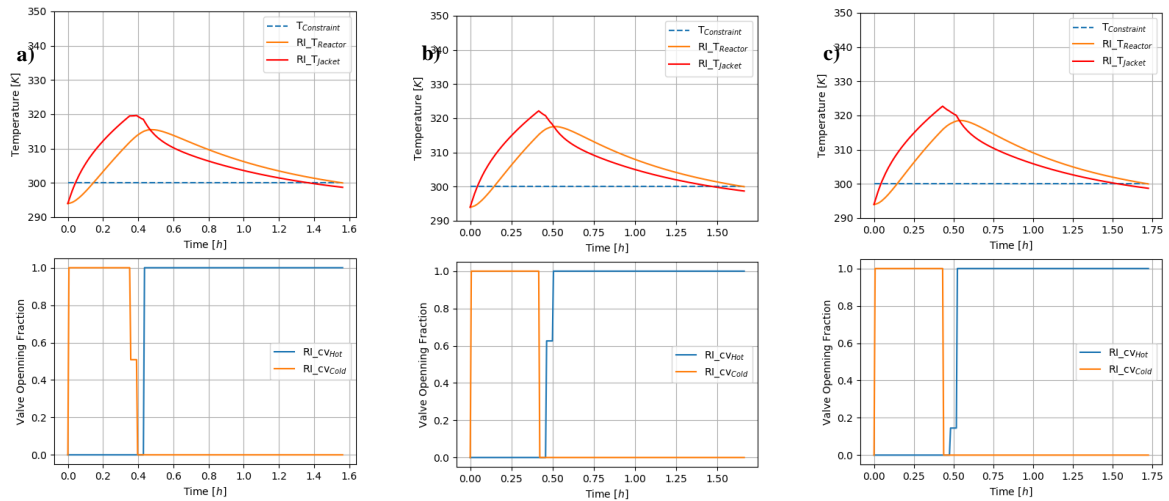 a)
350
340
330
320
310
300
290
Temperature [K]
T_Constraint
RI_T_Reactor
RI_T_Jacket
0.0 0.2 0.4 0.6 0.8 1.0 1.2 1.4 1.6
Time [h]
b)
350
340
330
320
310
300
290
Temperature [K]
T_Constraint
RI_T_Reactor
RI_T_Jacket
0.00 0.25 0.50 0.75 1.00 1.25 1.50
Time [h]
c)
350
340
330
320
310
300
290
Temperature [K]
T_Constraint
RI_T_Reactor
RI_T_Jacket
0.00 0.25 0.50 0.75 1.00 1.25 1.50 1.75
Time [h]
1.0
0.8
0.6
0.4
0.2
0.0
Valve Openning Fraction
RI_cv_Hot
RI_cv_Cold
0.0 0.2 0.4 0.6 0.8 1.0 1.2 1.4 1.6
Time [h]
1.0
0.8
0.6
0.4
0.2
0.0
Valve Openning Fraction
RI_cv_Hot
RI_cv_Cold
0.00 0.25 0.50 0.75 1.00 1.25 1.50
Time [h]
1.0
0.8
0.6
0.4
0.2
0.0
Valve Openning Fraction
RI_cv_Hot
RI_cv_Cold
0.00 0.25 0.50 0.75 1.00 1.25 1.50 1.75
Time [h]